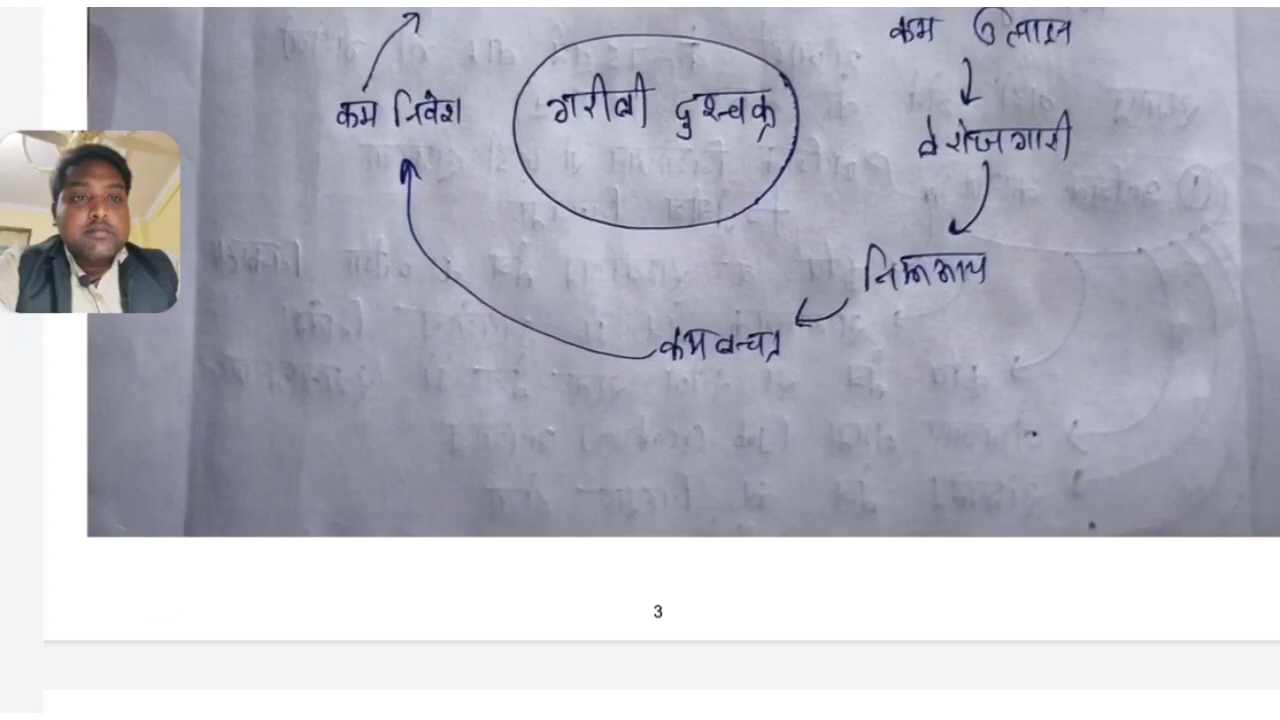 कम उत्पादन
कम निवेश
गरीबी दुश्चक्र
बेरोजगारी
निम्न आय
कम बचत
3